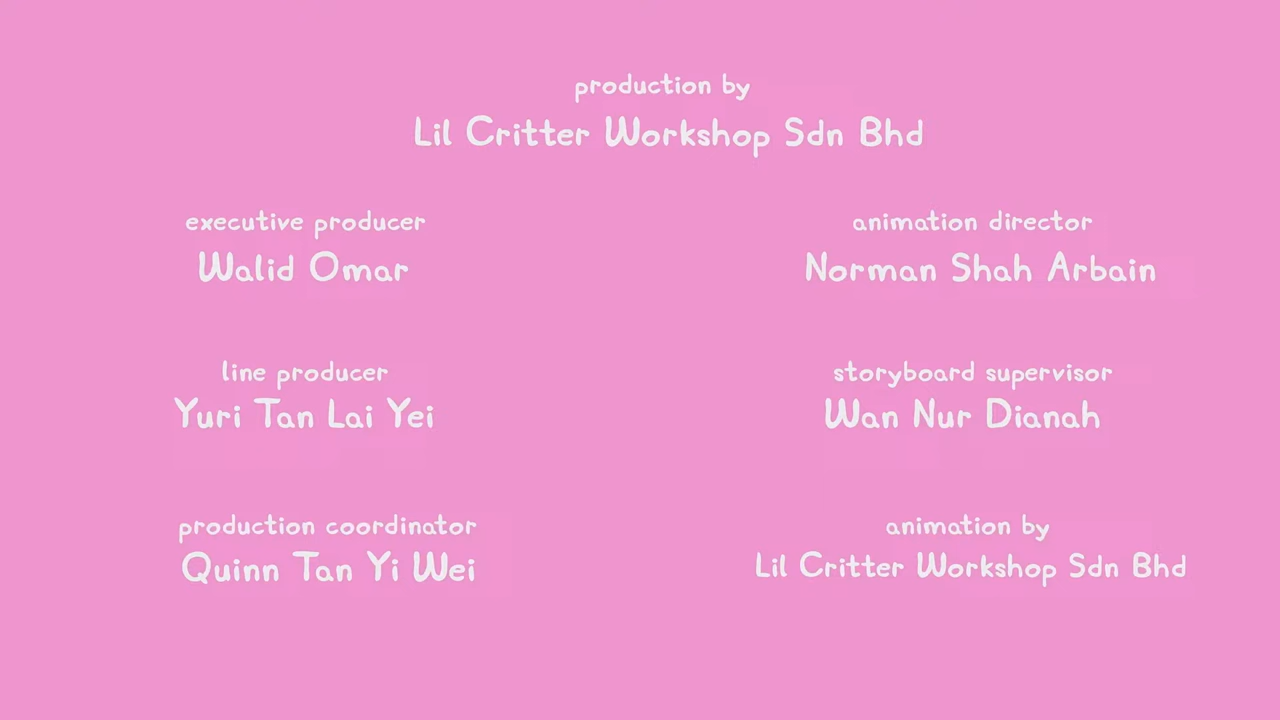 production by
Lil Critter Workshop Sdn Bhd
executive producer
Walid Omar
animation director
Norman Shah Arbain
line producer
Yuri Tan Lai Yei
storyboard supervisor
Wan Nur Dianah
production coordinator
Quinn Tan Yi Wei
animation by
Lil Critter Workshop Sdn Bhd